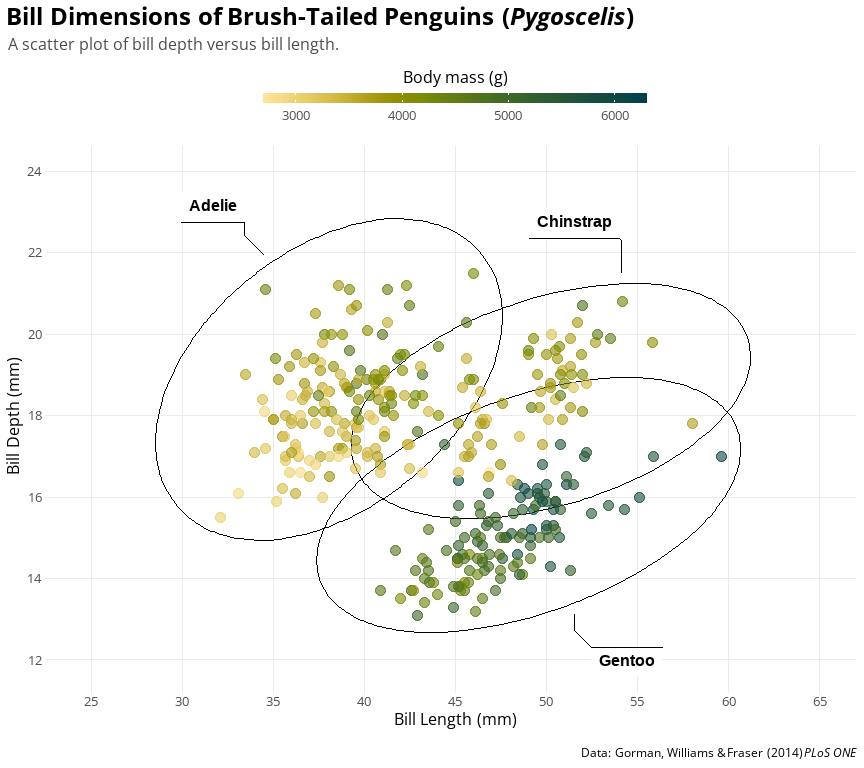 Bill Dimensions of Brush-Tailed Penguins (Pygoscelis)
A scatter plot of bill depth versus bill length.
Body mass (g)
3000 4000 5000 6000
24
22
20
18
16
14
12
Bill Depth (mm)
Adelie
Chinstrap
Gentoo
25 30 35 40 45 50 55 60 65
Bill Length (mm)
Data: Gorman, Williams & Fraser (2014) PLoS ONE